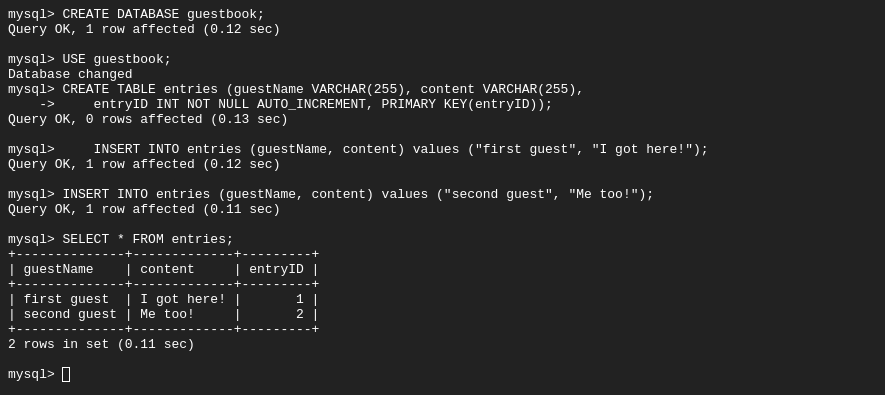 mysql> CREATE DATABASE guestbook;
Query OK, 1 row affected (0.12 sec)

mysql> USE guestbook;
Database changed
mysql> CREATE TABLE entries (guestName VARCHAR(255), content VARCHAR(255),
    ->     entryID INT NOT NULL AUTO_INCREMENT, PRIMARY KEY(entryID));
Query OK, 0 rows affected (0.13 sec)

mysql>     INSERT INTO entries (guestName, content) values ("first guest", "I got here!");
Query OK, 1 row affected (0.12 sec)

mysql> INSERT INTO entries (guestName, content) values ("second guest", "Me too!");
Query OK, 1 row affected (0.11 sec)

mysql> SELECT * FROM entries;
+--------------+-------------+---------+
| guestName    | content     | entryID |
+--------------+-------------+---------+
| first guest  | I got here! |       1 |
| second guest | Me too!     |       2 |
+--------------+-------------+---------+
2 rows in set (0.11 sec)

mysql>